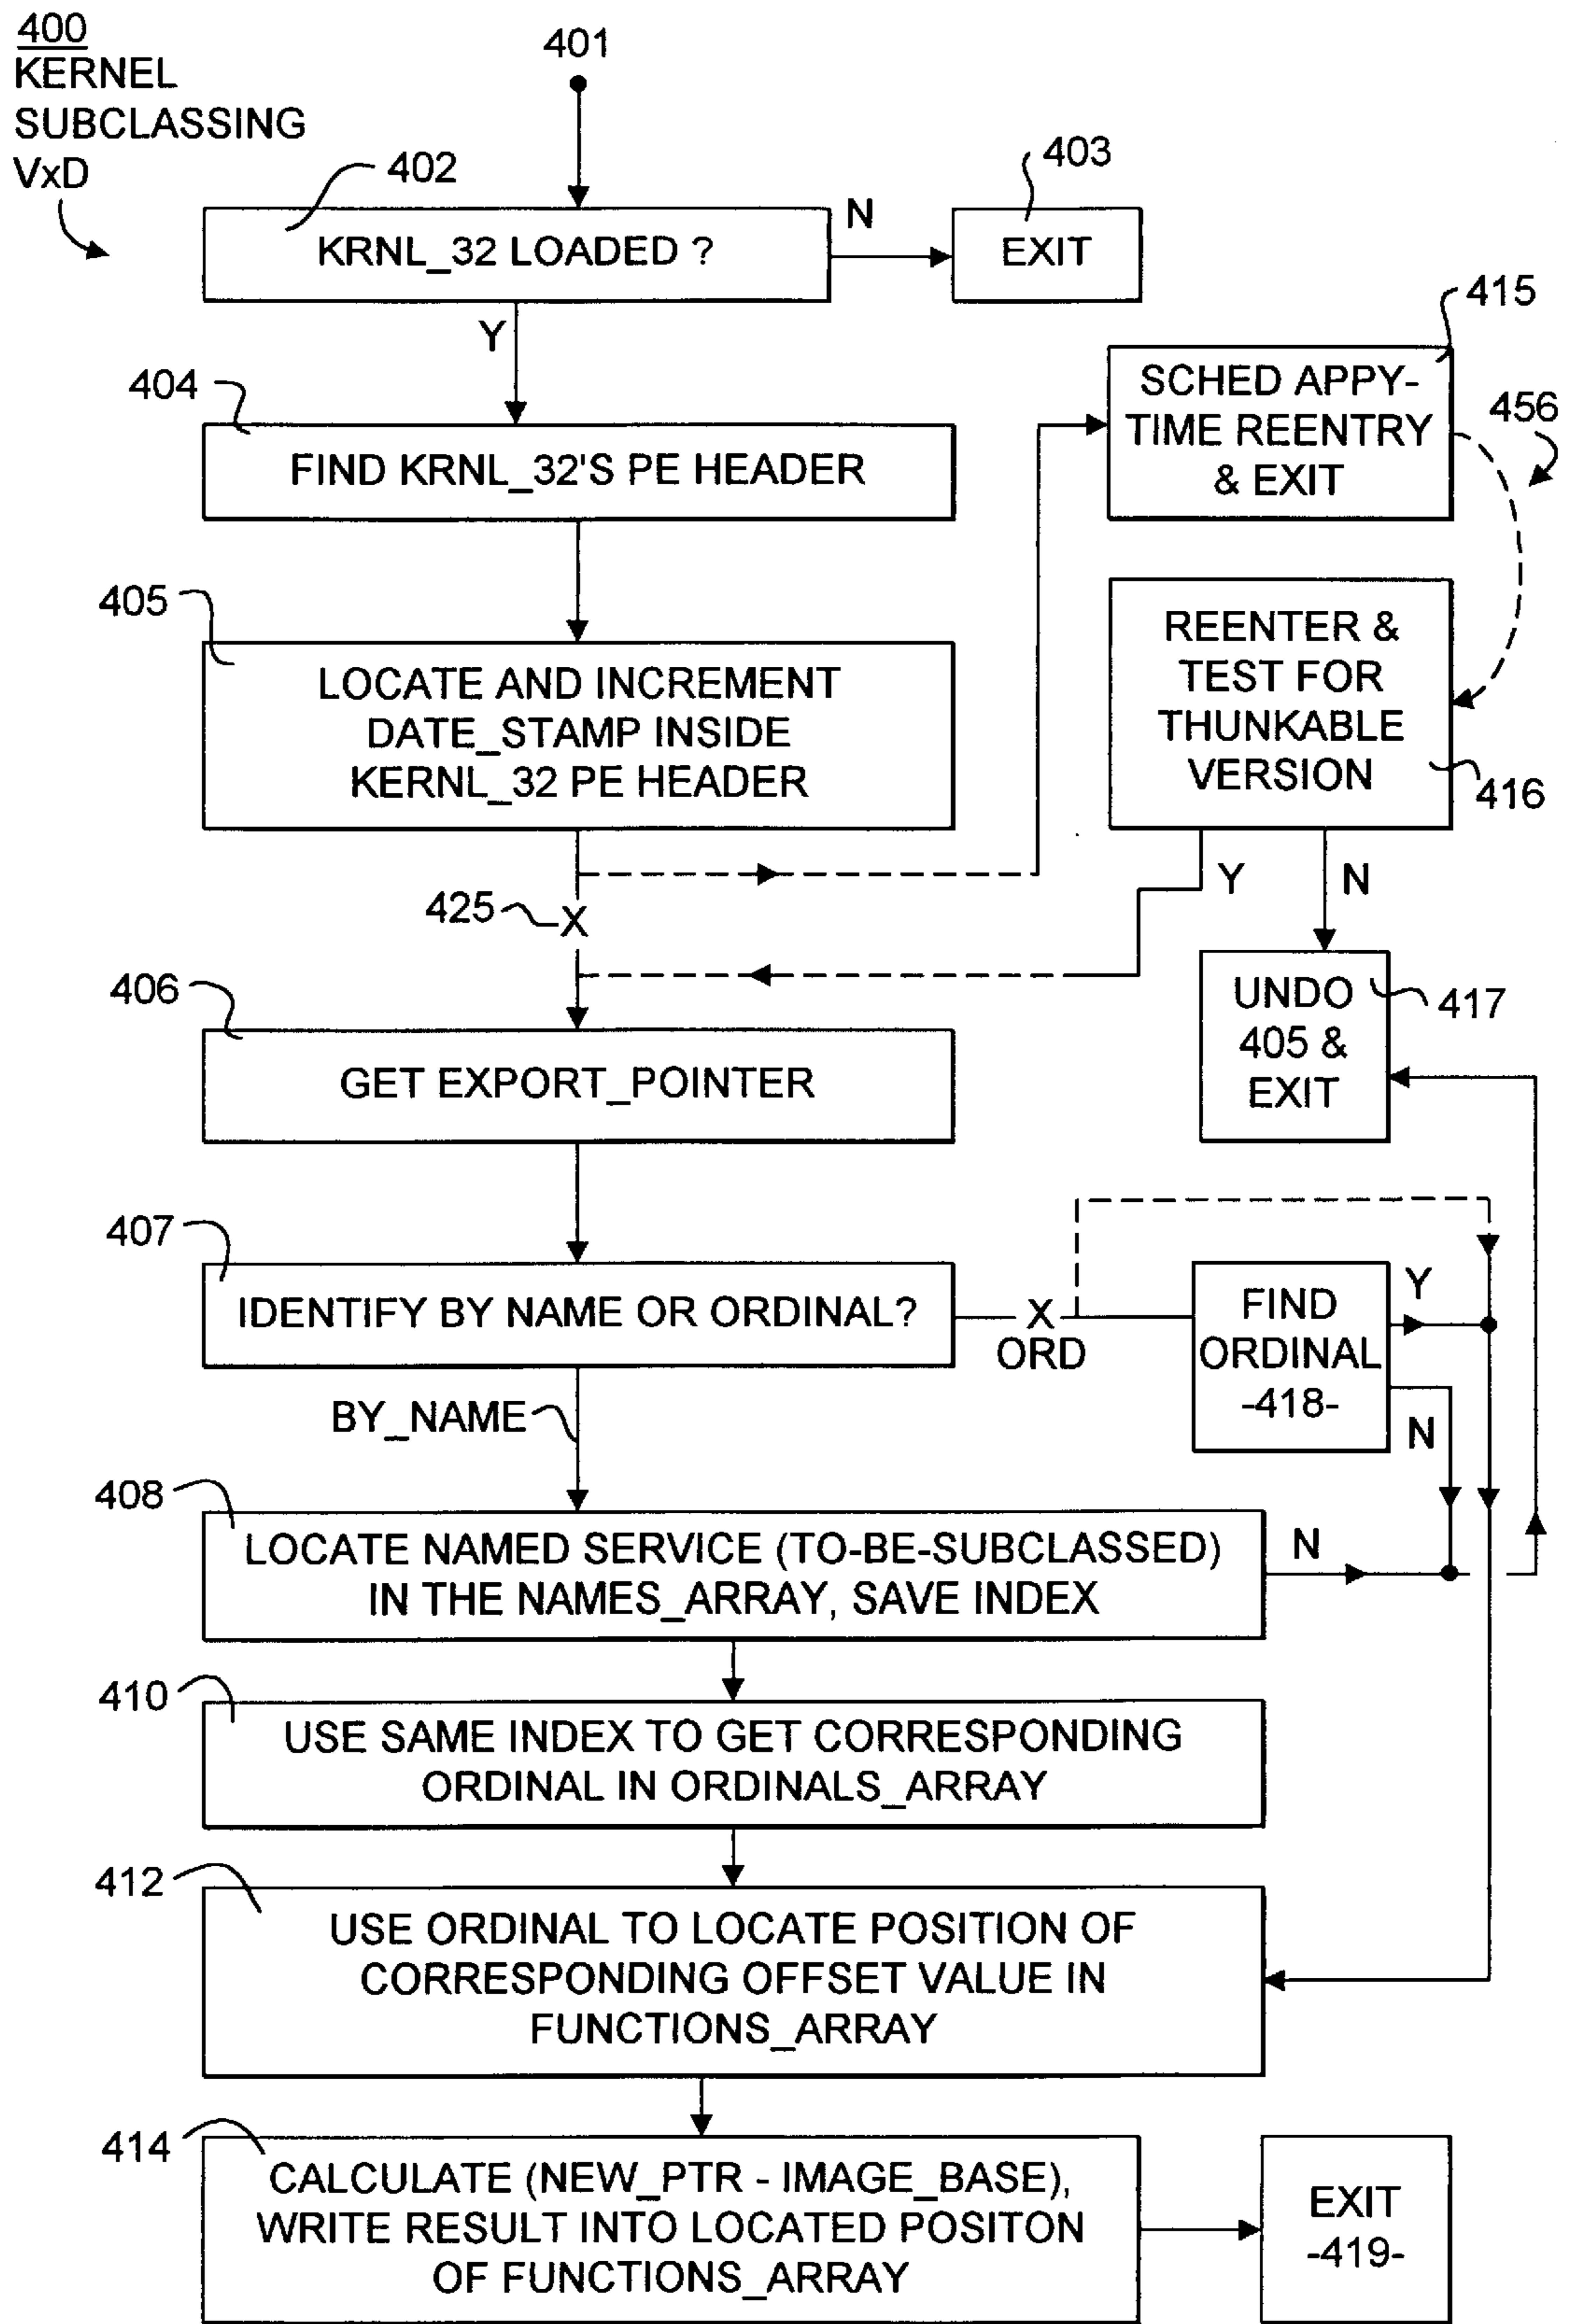 400
KERNEL
SUBCLASSING
VxD
401
402
403
KRNL_32 LOADED ?
N
EXIT
Y
404
FIND KRNL_32'S PE HEADER
415
SCHED APPY-
TIME REENTRY
& EXIT
456
405
LOCATE AND INCREMENT
DATE_STAMP INSIDE
KERNL_32 PE HEADER
REENTER &
TEST FOR
THUNKABLE
VERSION
416
Y
N
425
X
406
GET EXPORT_POINTER
UNDO
405 &
EXIT
417
407
IDENTIFY BY NAME OR ORDINAL?
X
ORD
FIND
ORDINAL
-418-
Y
N
BY_NAME
408
LOCATE NAMED SERVICE (TO-BE-SUBCLASSED)
IN THE NAMES_ARRAY, SAVE INDEX
N
410
USE SAME INDEX TO GET CORRESPONDING
ORDINAL IN ORDINALS_ARRAY
412
USE ORDINAL TO LOCATE POSITION OF
CORRESPONDING OFFSET VALUE IN
FUNCTIONS_ARRAY
414
CALCULATE (NEW_PTR - IMAGE_BASE),
WRITE RESULT INTO LOCATED POSITON
OF FUNCTIONS_ARRAY
EXIT
-419-